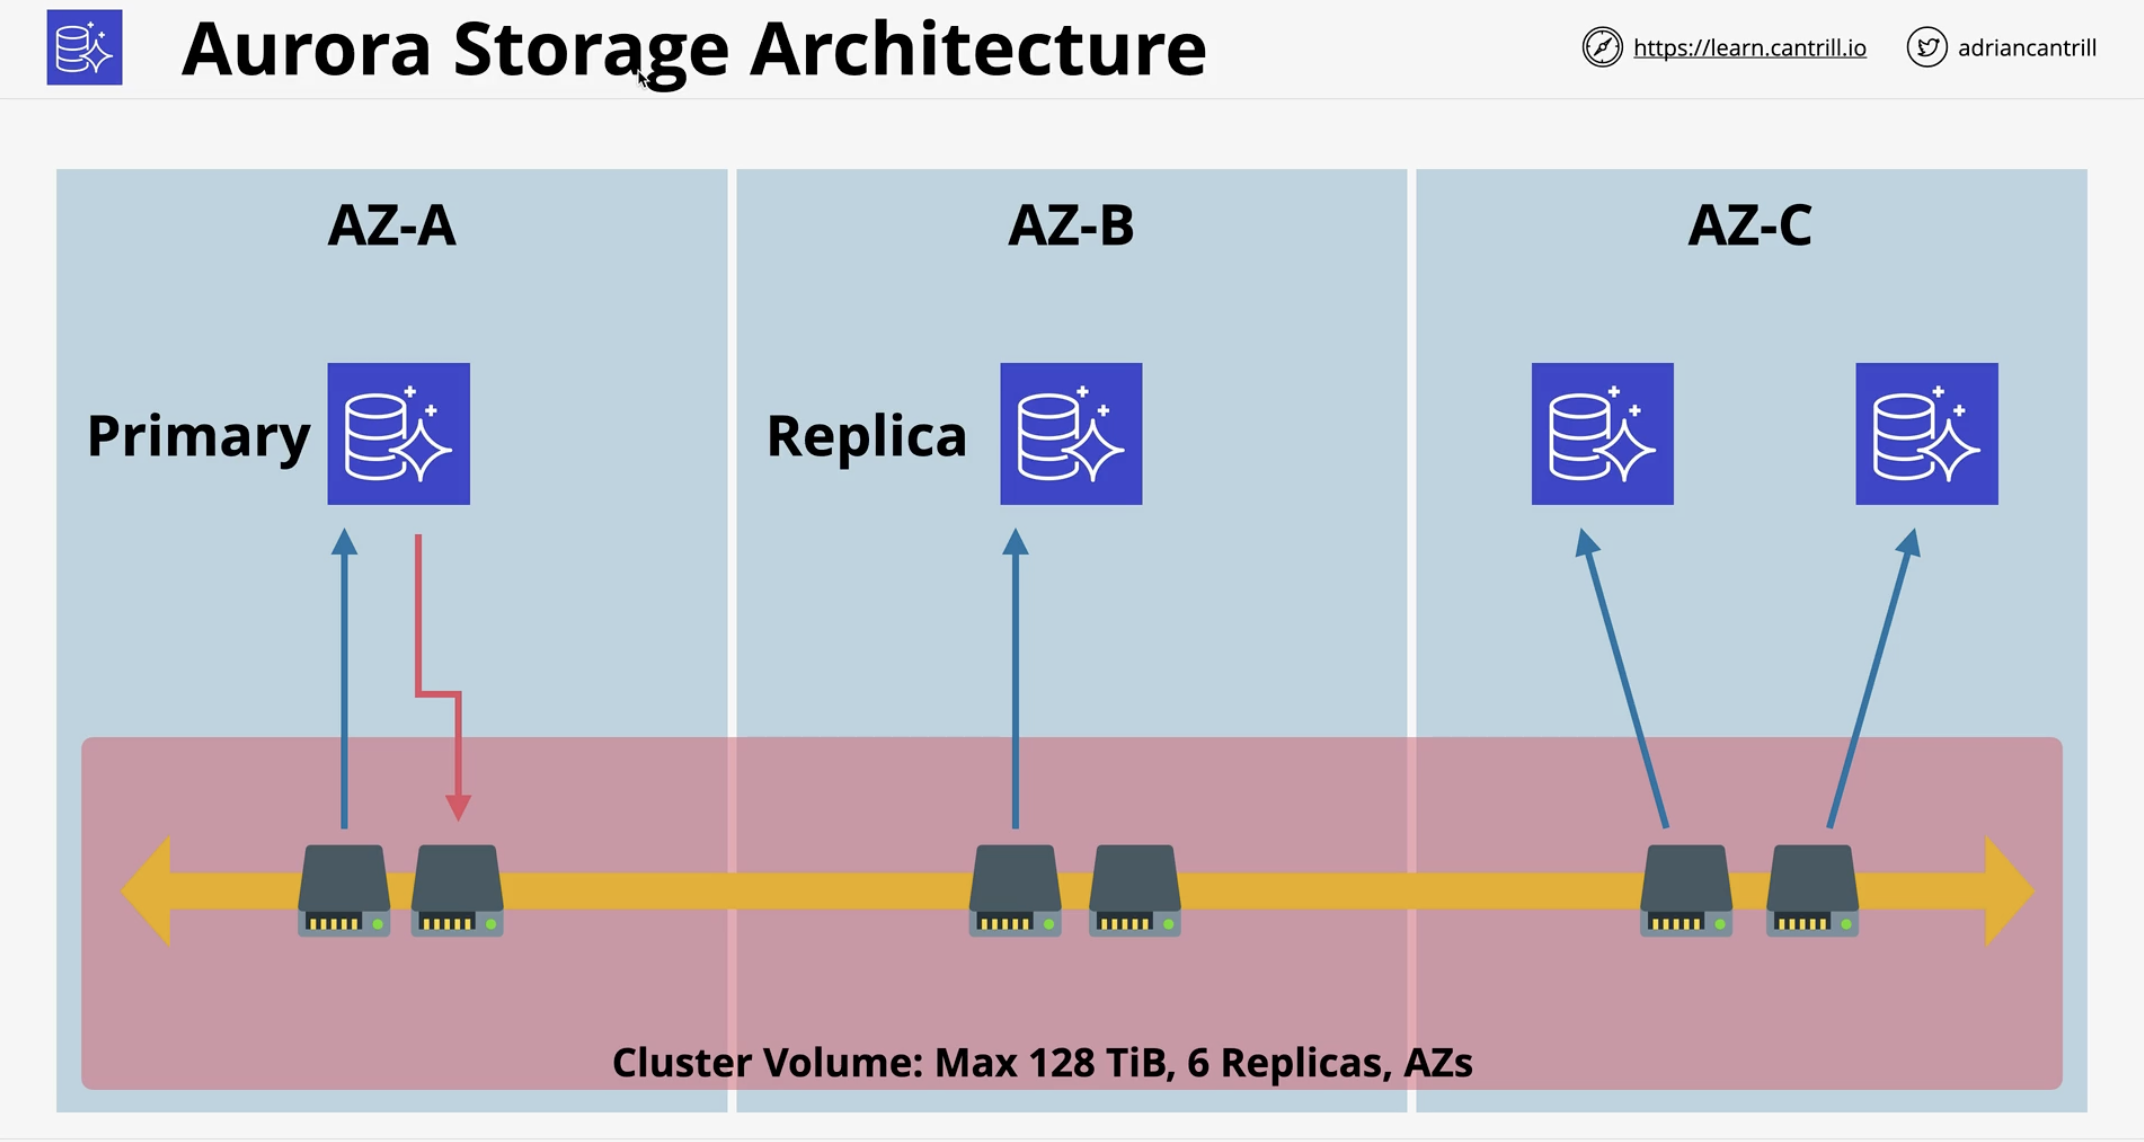 Aurora Storage Architecture
https://learn.cantrill.io
adriancantrill
AZ-A
AZ-B
AZ-C
Primary
Replica
Cluster Volume: Max 128 TiB, 6 Replicas, AZs